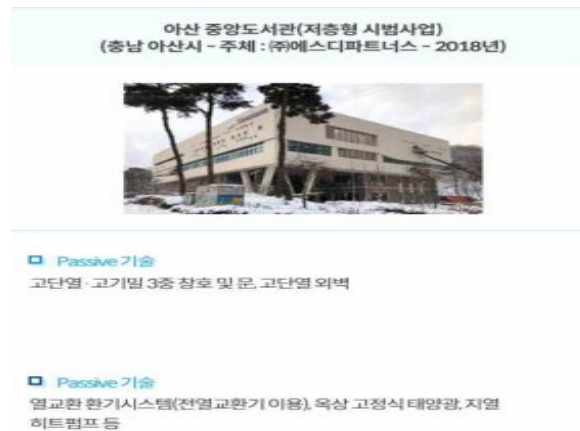 아산 중앙도서관(저층형 시범사업)
(충남 아산시 - 주체 : ㈜에스디파트너스 - 2018년)
Passive 기술
고단열·고기밀 3중 창호 및 문, 고단열 외벽
Passive 기술
열교환 환기시스템(전열교환기 이용), 옥상 고정식 태양광, 지열
히트펌프 등